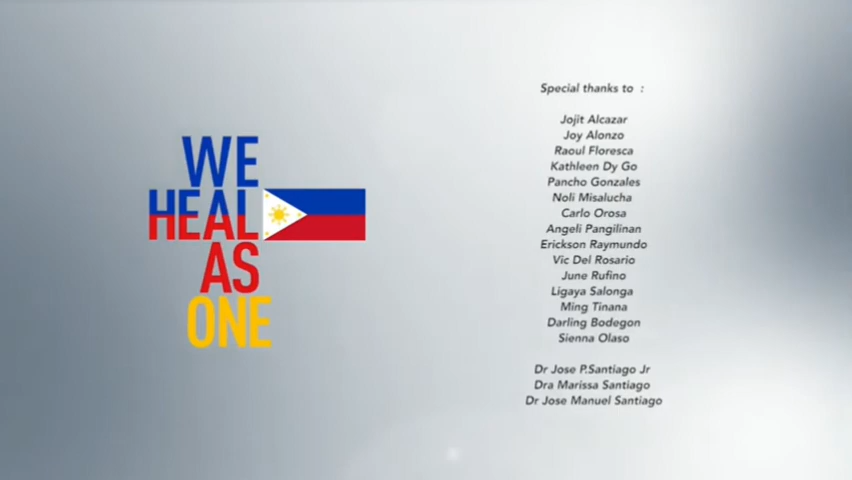 WE
HEAL
AS
ONE
Special thanks to :
Jojit Alcazar
Joy Alonzo
Raoul Floresca
Kathleen Dy Go
Pancho Gonzales
Noli Misalucha
Carlo Orosa
Angeli Pangilinan
Erickson Raymundo
Vic Del Rosario
June Rufino
Ligaya Salonga
Ming Tinana
Darling Bodegon
Sienna Olaso
Dr Jose P.Santiago Jr
Dra Marissa Santiago
Dr Jose Manuel Santiago